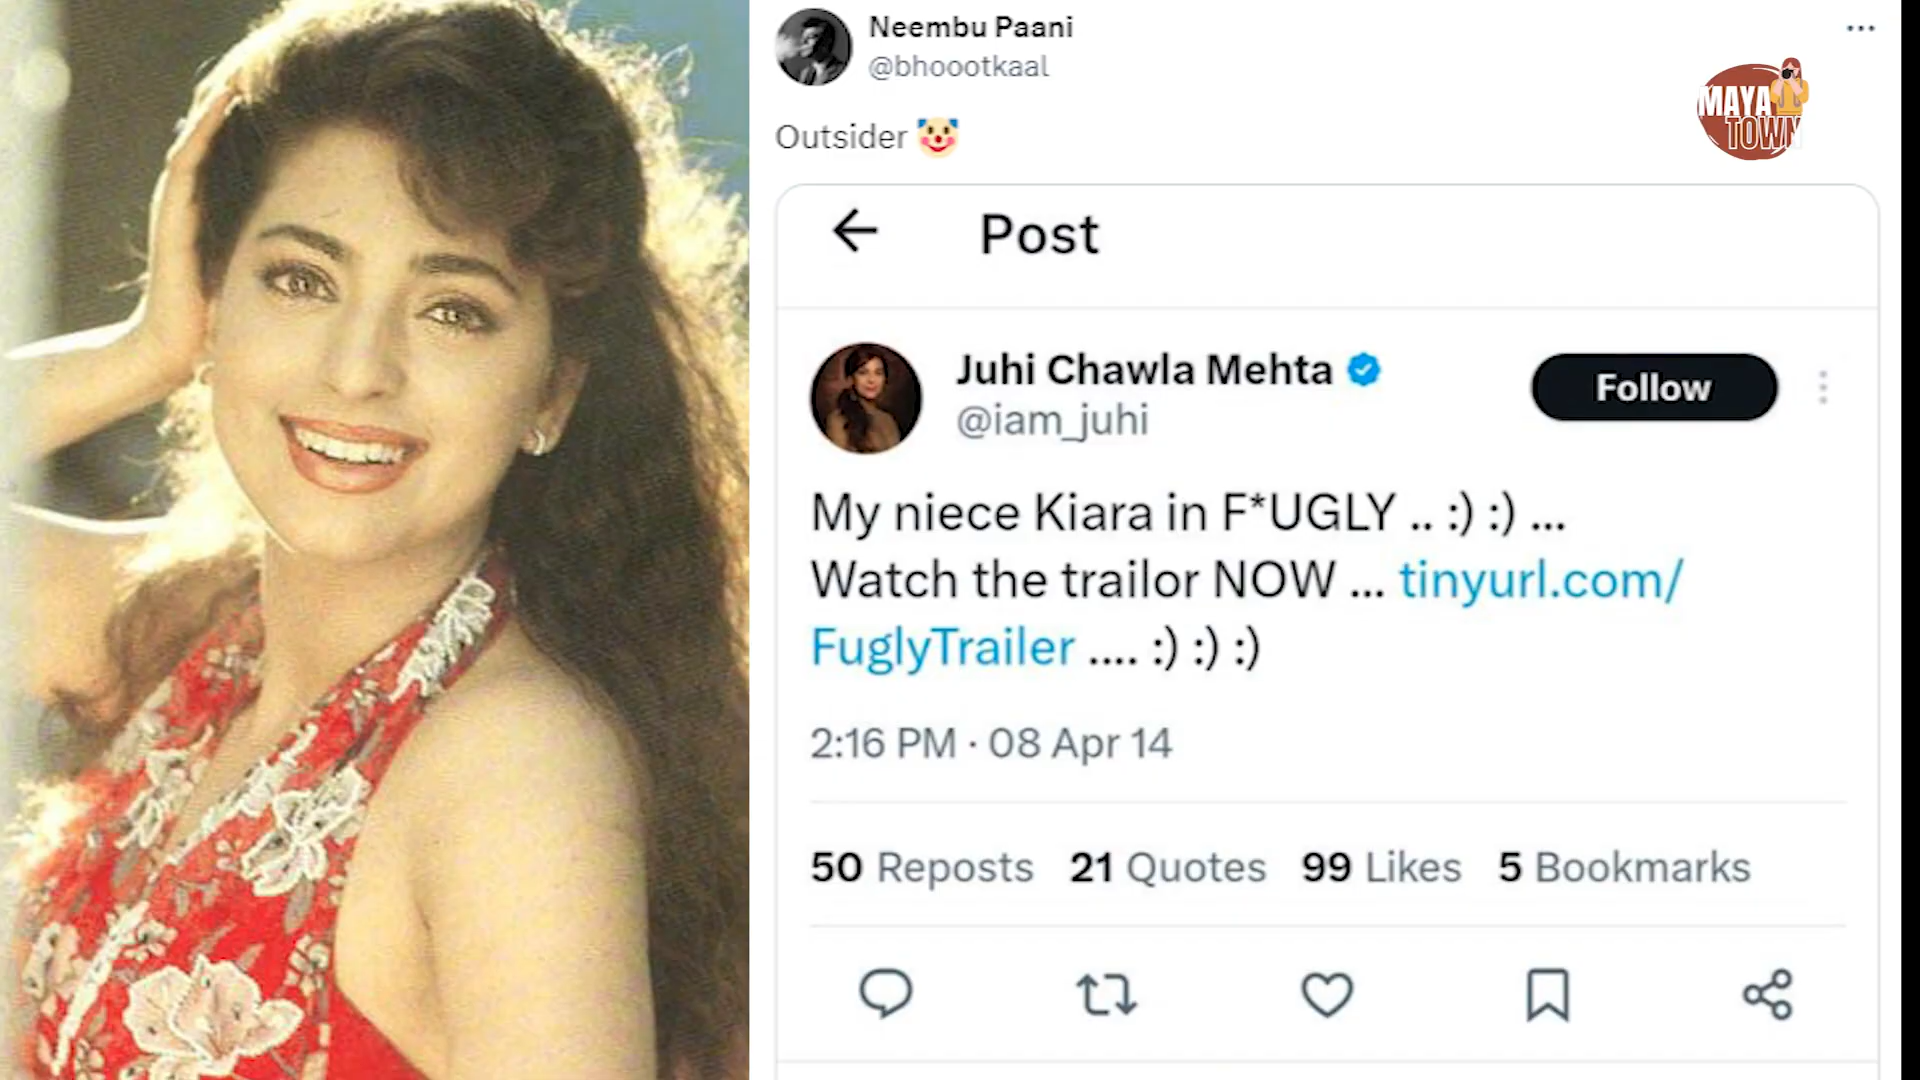 Neembu Paani
@bhoootkaal
MAYA
TOWN
Outsider 🤡
Post
Juhi Chawla Mehta
Follow
@iam_juhi
My niece Kiara in F*UGLY .. :) :) ...
Watch the trailor NOW ... tinyurl.com/
FuglyTrailer .... :) :) :)
2:16 PM · 08 Apr 14
50 Reposts 21 Quotes 99 Likes 5 Bookmarks